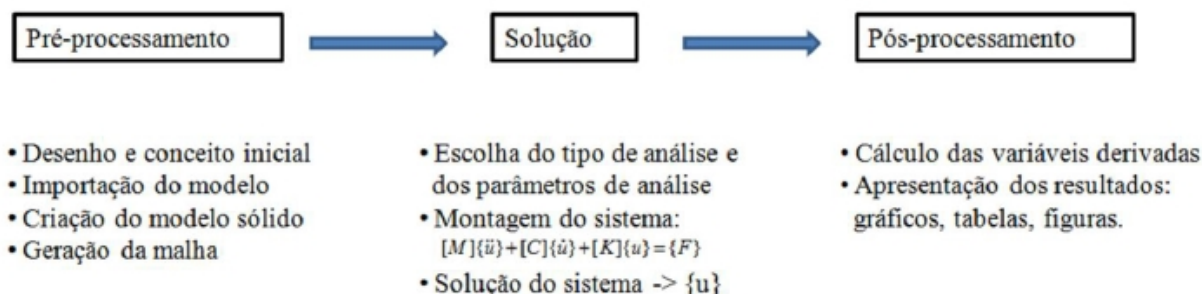 Pré-processamento
Solução
Pós-processamento
• Desenho e conceito inicial
• Importação do modelo
• Criação do modelo sólido
• Geração da malha
• Escolha do tipo de análise e
dos parâmetros de análise
• Montagem do sistema:
[M]{ü}+[C]{u̇}+[K]{u}={F}
• Solução do sistema -> {u}
• Cálculo das variáveis derivadas
• Apresentação dos resultados:
gráficos, tabelas, figuras.